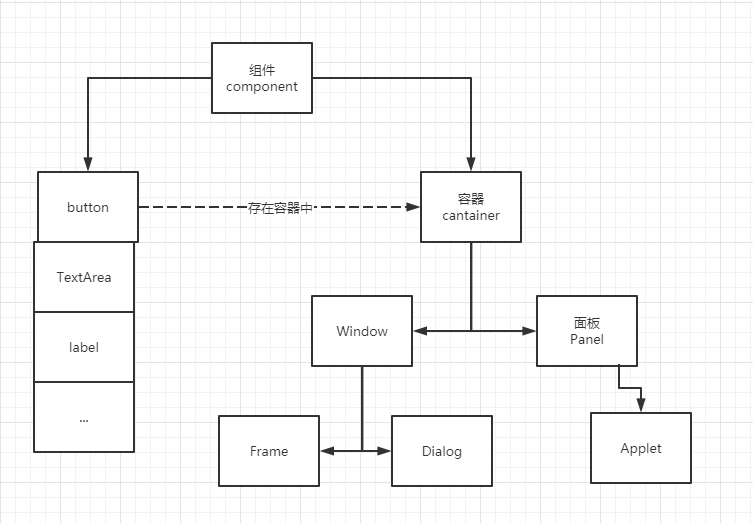 组件
component
button
存在容器中
容器
cantainer
TextArea
label
...
Window
面板
Panel
Frame
Dialog
Applet